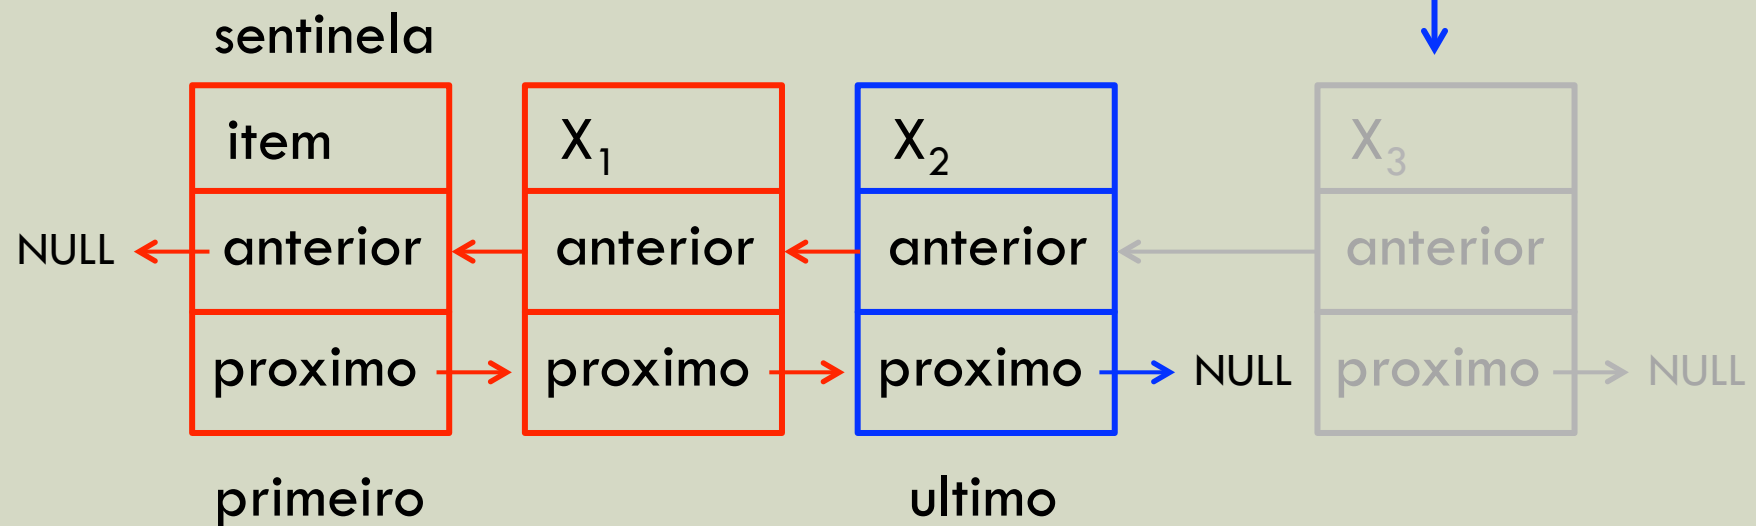 sentinela
item X₁ X₂ X₃
NULL anterior anterior anterior anterior
proximo proximo proximo NULL proximo NULL
primeiro ultimo